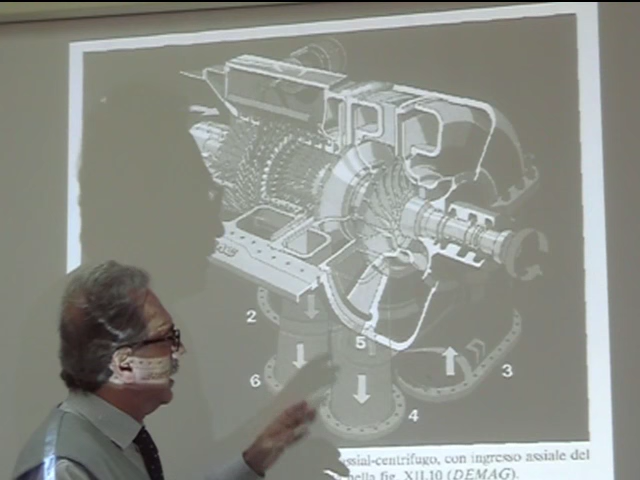 2
5
3
6
4
assial-centrifugo, con ingresso assiale del
nella fig. XII.10 (DEMAG).